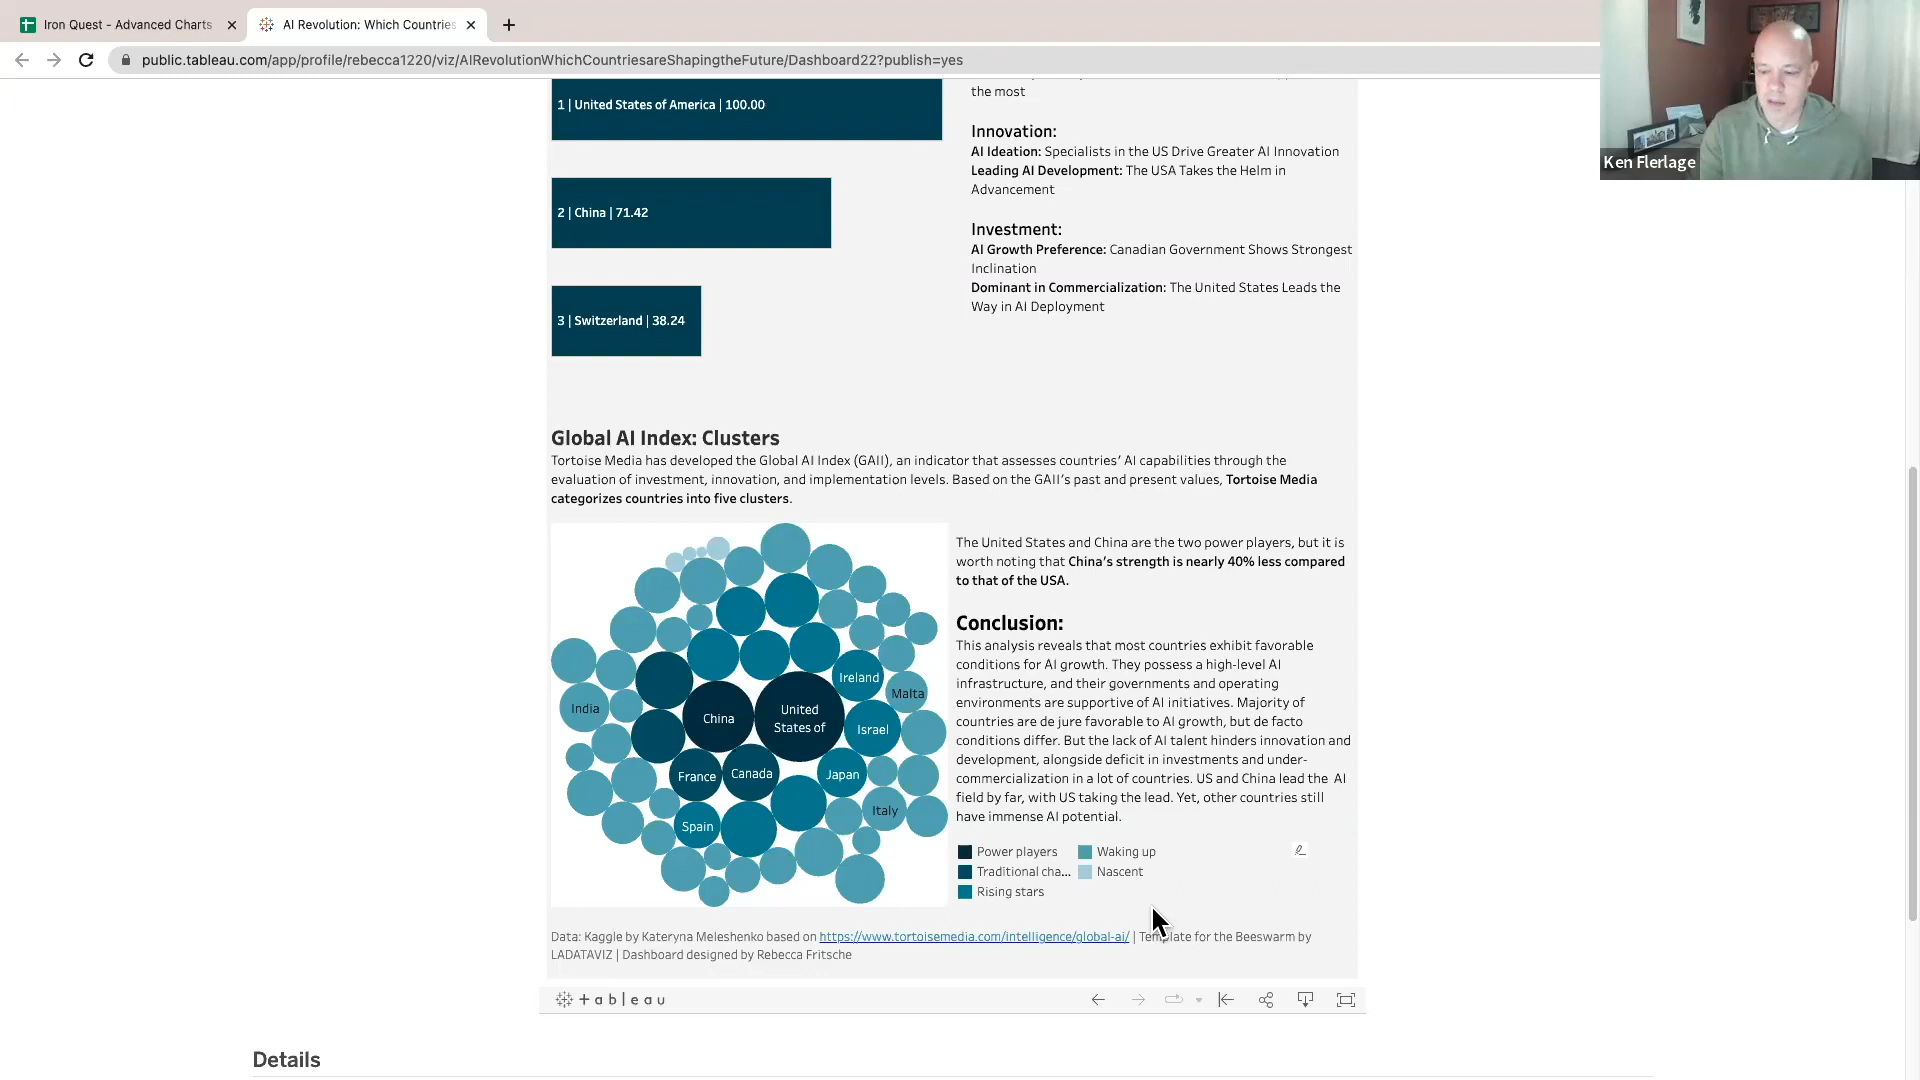 Iron Quest - Advanced Charts
AI Revolution: Which Countries
public.tableau.com/app/profile/rebecca1220/viz/AIRevolutionWhichCountriesareShapingtheFuture/Dashboard22?publish=yes
Ken Flerlage
1 | United States of America | 100.00
2 | China | 71.42
3 | Switzerland | 38.24
the most
Innovation:
AI Ideation: Specialists in the US Drive Greater AI Innovation
Leading AI Development: The USA Takes the Helm in
Advancement
Investment:
AI Growth Preference: Canadian Government Shows Strongest
Inclination
Dominant in Commercialization: The United States Leads the
Way in AI Deployment
Global AI Index: Clusters
Tortoise Media has developed the Global AI Index (GAII), an indicator that assesses countries' AI capabilities through the
evaluation of investment, innovation, and implementation levels. Based on the GAII's past and present values, Tortoise Media
categorizes countries into five clusters.
Ireland
Malta
India
China
United
States of
Israel
France
Canada
Japan
Italy
Spain
The United States and China are the two power players, but it is
worth noting that China's strength is nearly 40% less compared
to that of the USA.
Conclusion:
This analysis reveals that most countries exhibit favorable
conditions for AI growth. They possess a high-level AI
infrastructure, and their governments and operating
environments are supportive of AI initiatives. Majority of
countries are de jure favorable to AI growth, but de facto
conditions differ. But the lack of AI talent hinders innovation and
development, alongside deficit in investments and under-
commercialization in a lot of countries. US and China lead the AI
field by far, with US taking the lead. Yet, other countries still
have immense AI potential.
Power players
Waking up
Traditional cha...
Nascent
Rising stars
Data: Kaggle by Kateryna Meleshenko based on https://www.tortoisemedia.com/intelligence/global-ai/ | Template for the Beeswarm by
LADATAVIZ | Dashboard designed by Rebecca Fritsche
+ a b l e a u
Details